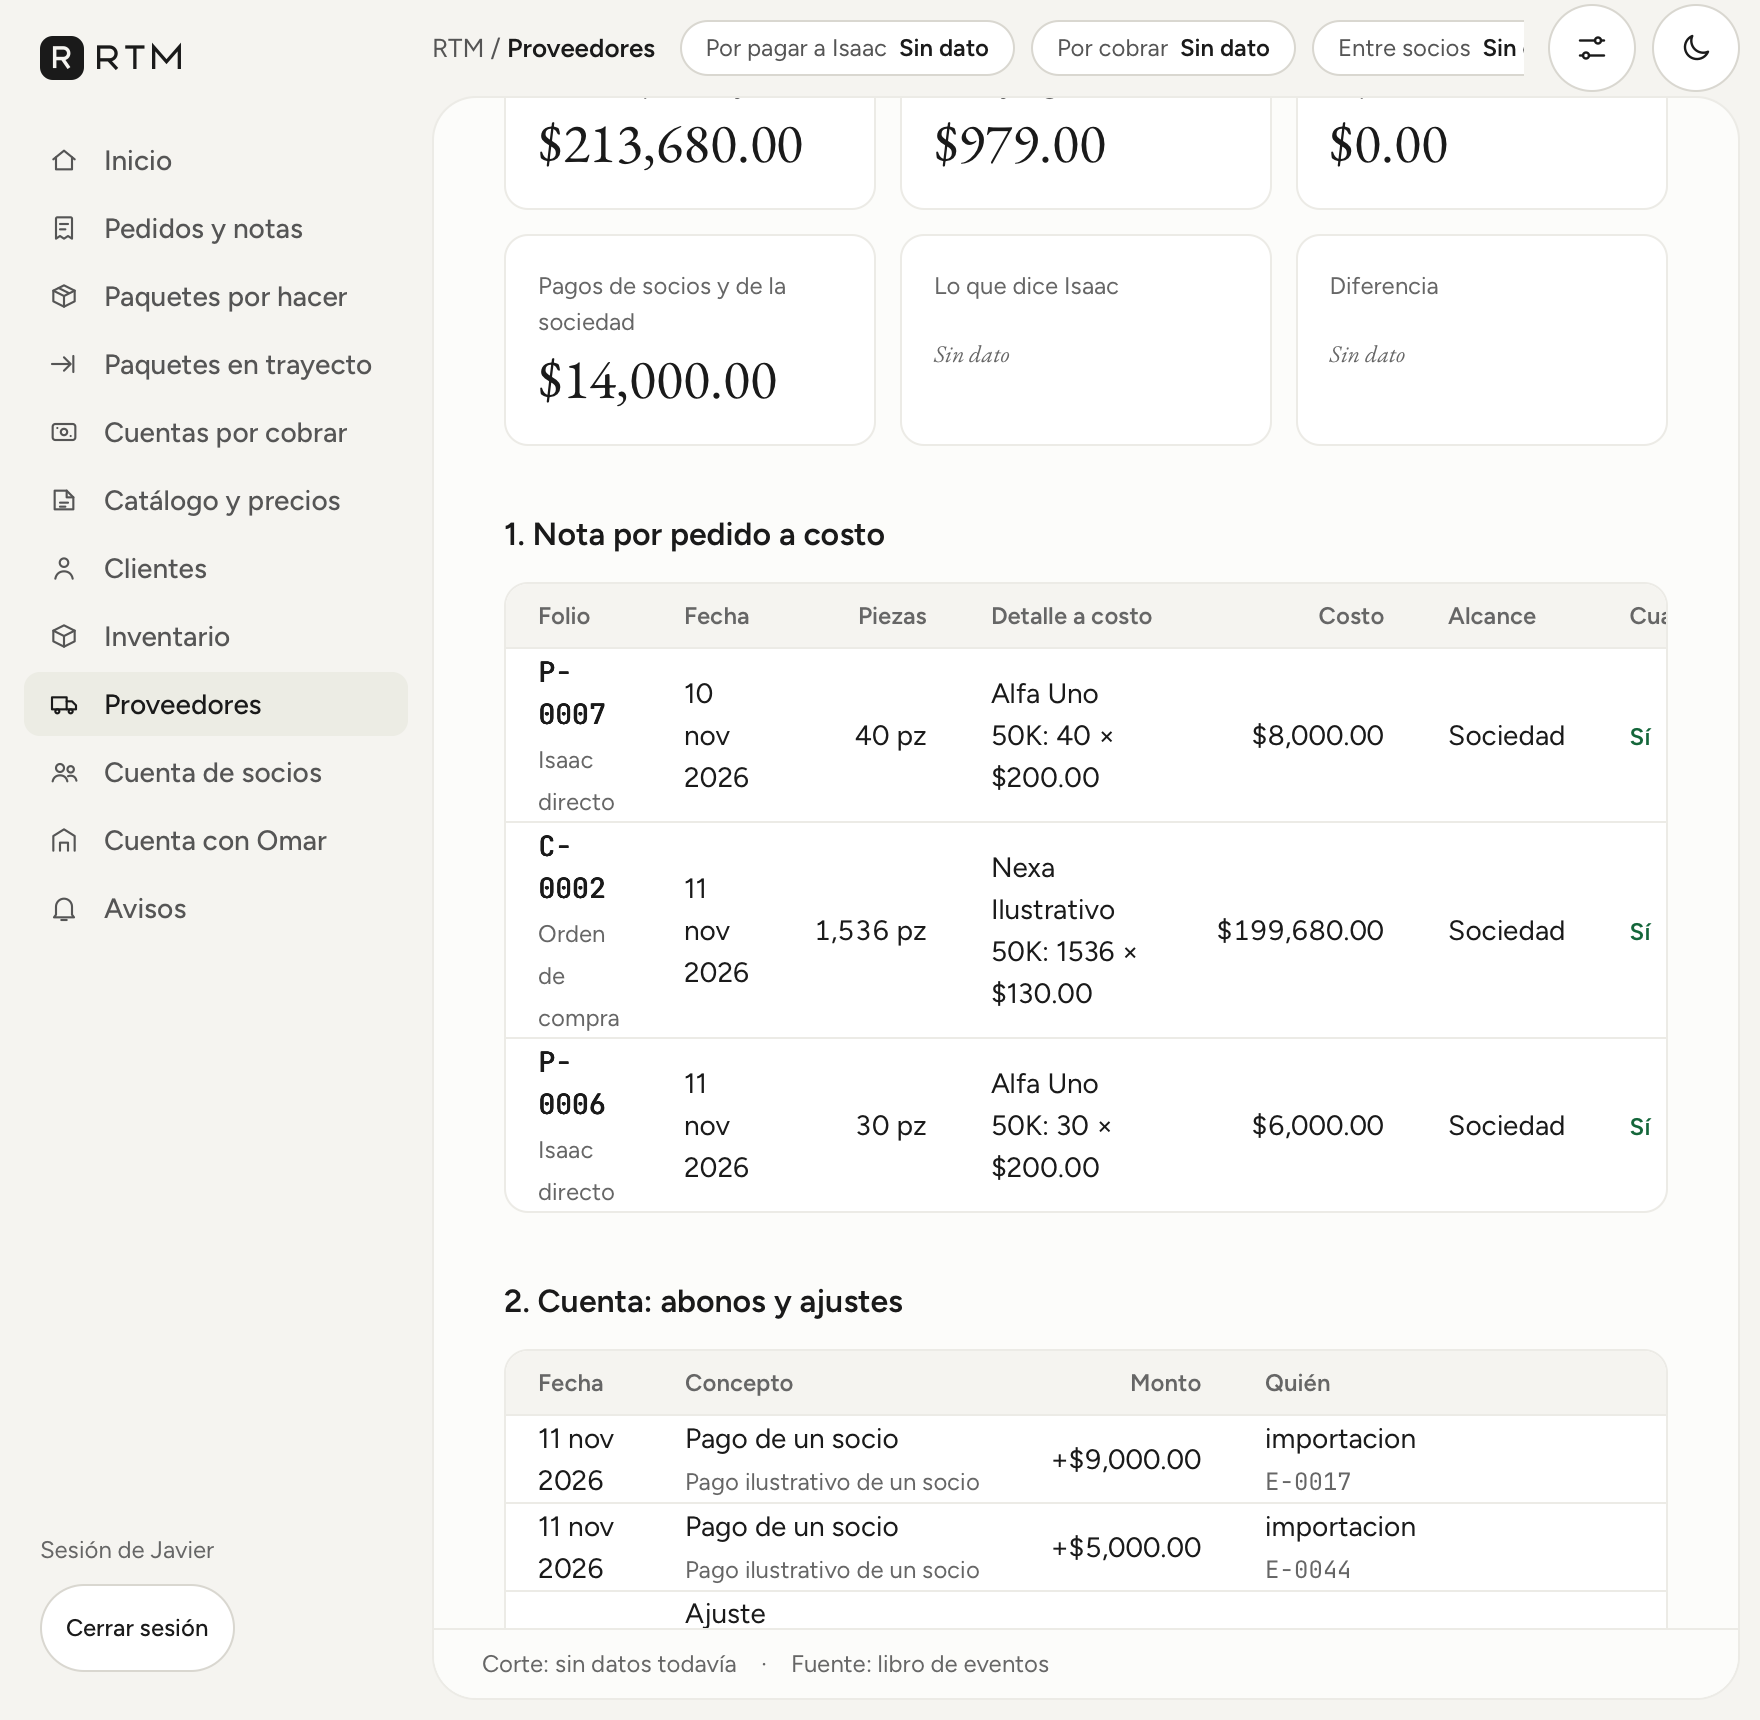 R RTM
Inicio
Pedidos y notas
Paquetes por hacer
Paquetes en trayecto
Cuentas por cobrar
Catálogo y precios
Clientes
Inventario
Proveedores
Cuenta de socios
Cuenta con Omar
Avisos
Sesión de Javier
Cerrar sesión
RTM / Proveedores
Por pagar a Isaac Sin dato
Por cobrar Sin dato
Entre socios Sin
$213,680.00
$979.00
$0.00
Pagos de socios y de la
sociedad
$14,000.00
Lo que dice Isaac
Sin dato
Diferencia
Sin dato
1. Nota por pedido a costo
Folio Fecha Piezas Detalle a costo Costo Alcance
P-
0007
Isaac
directo
10
nov
2026
40 pz
Alfa Uno
50K: 40 ×
$200.00
$8,000.00
Sociedad
Sí
C-
0002
Orden
de
compra
11
nov
2026
1,536 pz
Nexa
Ilustrativo
50K: 1536 ×
$130.00
$199,680.00
Sociedad
Sí
P-
0006
Isaac
directo
11
nov
2026
30 pz
Alfa Uno
50K: 30 ×
$200.00
$6,000.00
Sociedad
Sí
2. Cuenta: abonos y ajustes
Fecha Concepto Monto Quién
11 nov
2026
Pago de un socio
Pago ilustrativo de un socio
+$9,000.00
importacion
E-0017
11 nov
2026
Pago de un socio
Pago ilustrativo de un socio
+$5,000.00
importacion
E-0044
Ajuste
Corte: sin datos todavía · Fuente: libro de eventos